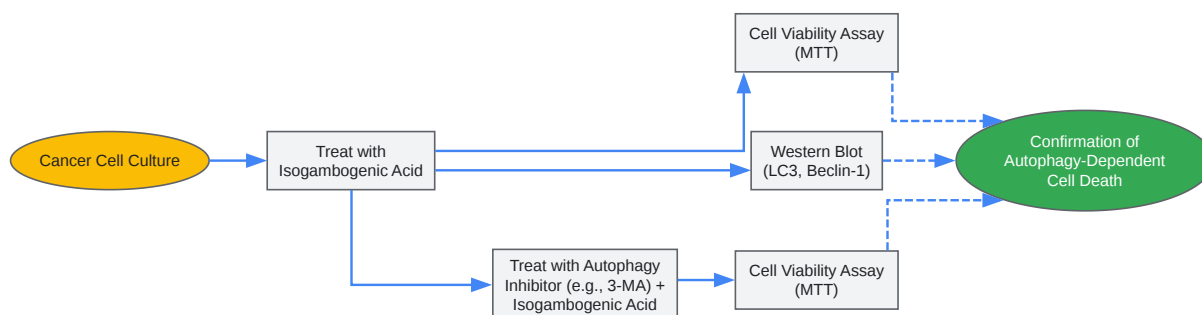 Cancer Cell Culture
Treat with
Isogambogenic Acid
Cell Viability Assay
(MTT)
Western Blot
(LC3, Beclin-1)
Treat with Autophagy
Inhibitor (e.g., 3-MA) +
Isogambogenic Acid
Cell Viability Assay
(MTT)
Confirmation of
Autophagy-Dependent
Cell Death